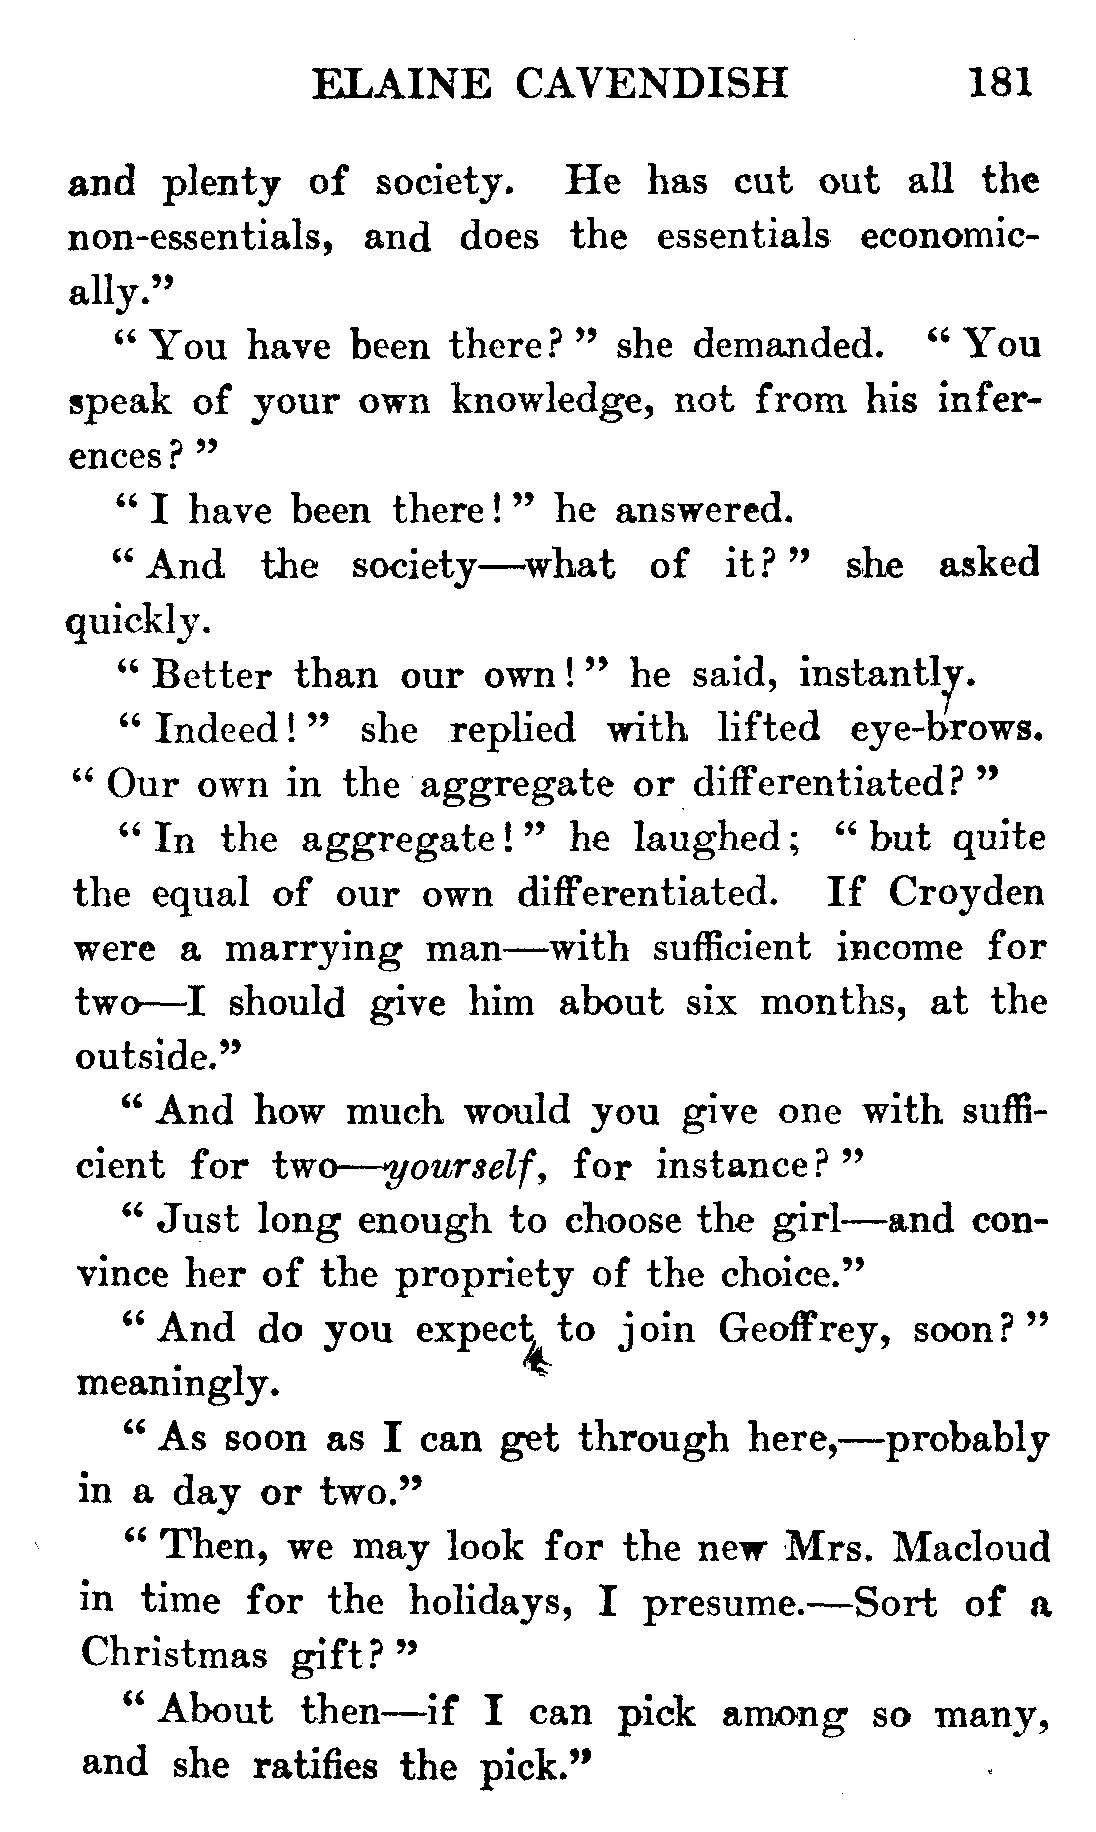 ELAINE CAVENDISH 181
and plenty of society. He has cut out all the
non-essentials, and does the essentials economic-
ally."
"You have been there?" she demanded. "You
speak of your own knowledge, not from his infer-
ences?"
"I have been there!" he answered.
"And the society—what of it?" she asked
quickly.
"Better than our own!" he said, instantly.
"Indeed!" she replied with lifted eye-brows.
"Our own in the aggregate or differentiated?"
"In the aggregate!" he laughed; "but quite
the equal of our own differentiated. If Croyden
were a marrying man—with sufficient income for
two—I should give him about six months, at the
outside."
"And how much would you give one with suffi-
cient for two—yourself, for instance?"
"Just long enough to choose the girl—and con-
vince her of the propriety of the choice."
"And do you expect to join Geoffrey, soon?"
meaningly.
"As soon as I can get through here,—probably
in a day or two."
"Then, we may look for the new Mrs. Macloud
in time for the holidays, I presume.—Sort of a
Christmas gift?"
"About then—if I can pick among so many,
and she ratifies the pick."